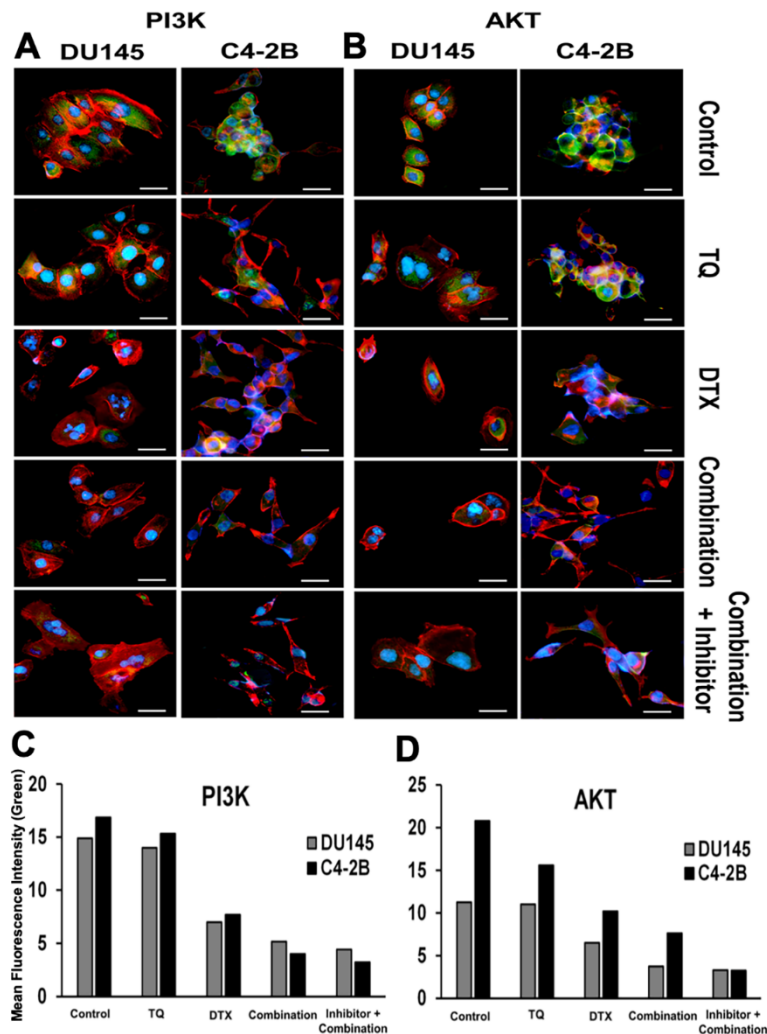 PI3K
AKT
A
DU145
C4-2B
B
DU145
C4-2B
Control
TQ
DTX
Combination
Combination
+ Inhibitor
C
D
Mean Fluorescence Intensity (Green)
20
15
10
5
0
PI3K
DU145
C4-2B
Control
TQ
DTX
Combination
Inhibitor +
Combination
25
20
15
10
5
0
AKT
DU145
C4-2B
Control
TQ
DTX
Combination
Inhibitor +
Combination